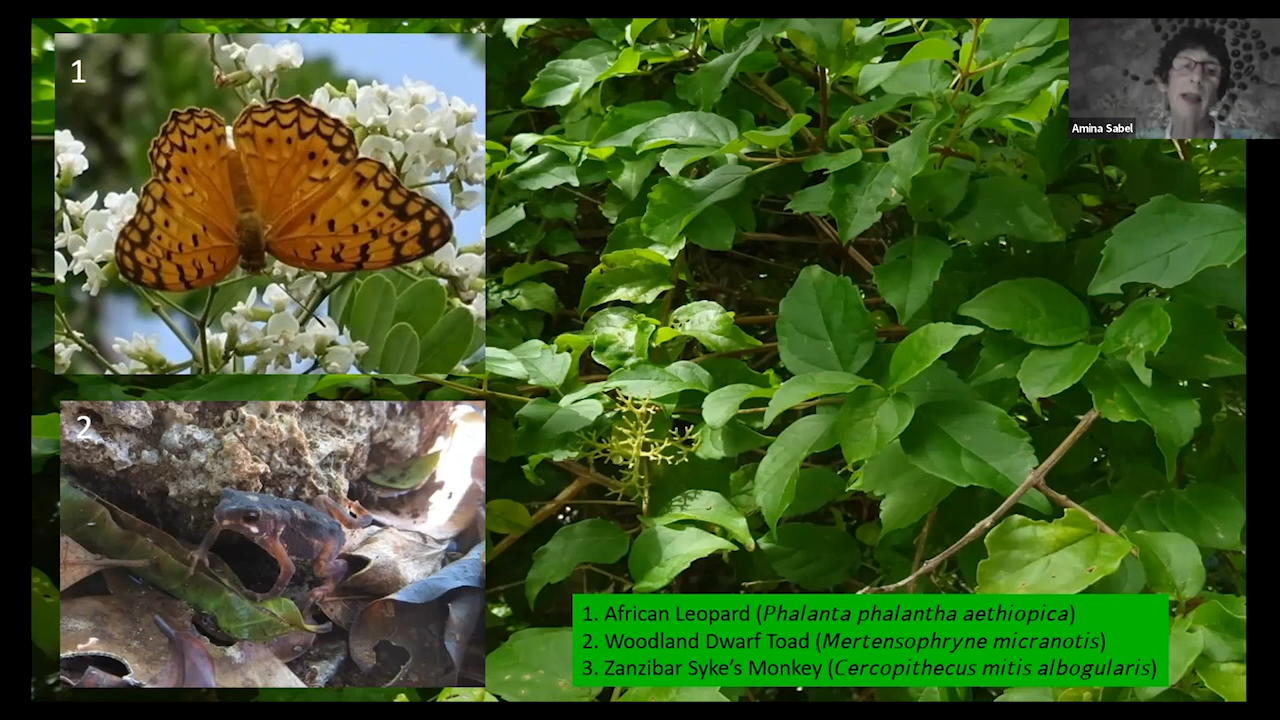 1
Amina Sabel
2
1. African Leopard (Phalanta phalantha aethiopica)
2. Woodland Dwarf Toad (Mertensophryne micranotis)
3. Zanzibar Syke's Monkey (Cercopithecus mitis albogularis)